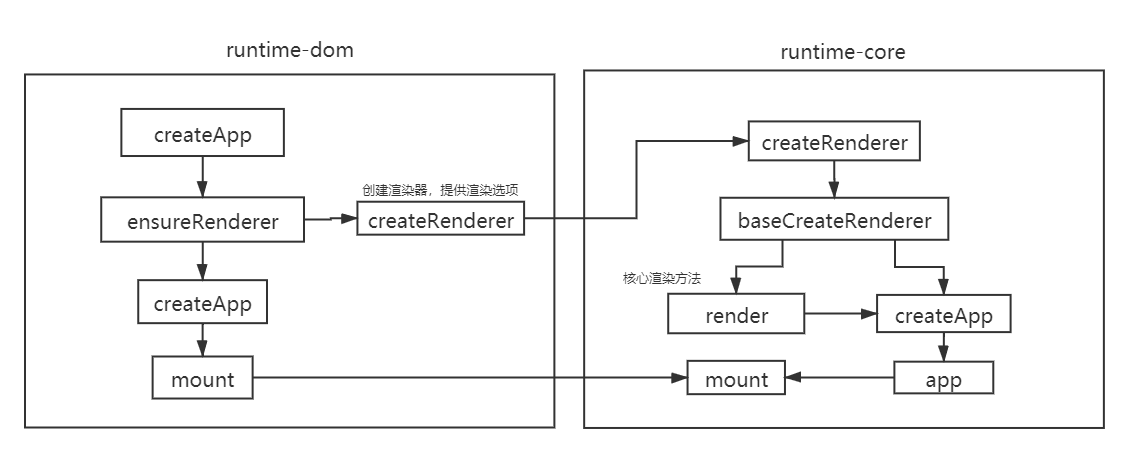 runtime-dom
createApp
ensureRenderer
创建渲染器，提供渲染选项
createRenderer
createApp
mount
runtime-core
createRenderer
baseCreateRenderer
核心渲染方法
render
createApp
mount
app